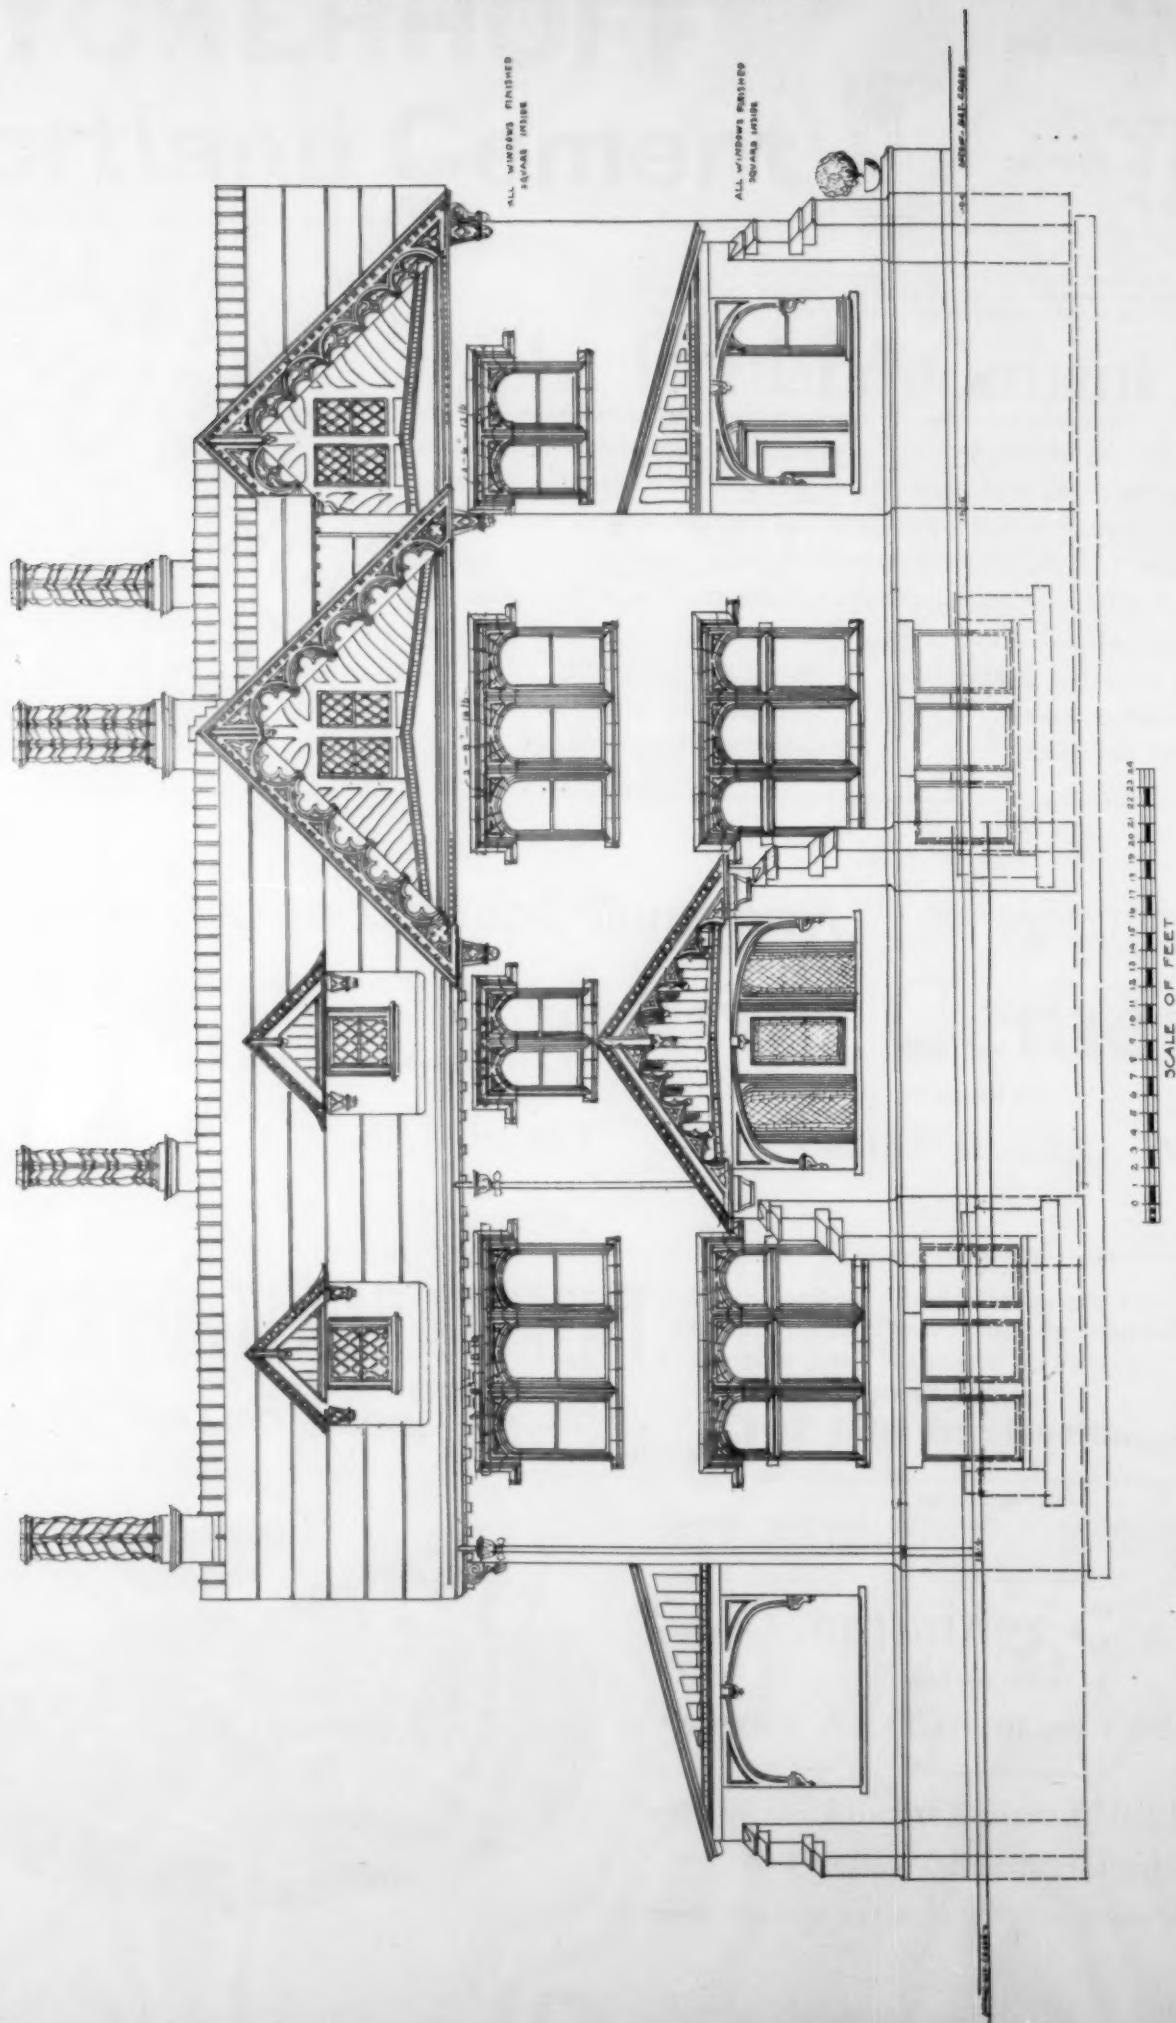 ALL WINDOWS FINISHED
SQUARE INSIDE
ALL WINDOWS FINISHED
SQUARE INSIDE
0 1 2 3 4 5 6 7 8 9 10 11 12 13 14 15 16 17 18 19 20 21 22 23 24
SCALE OF FEET